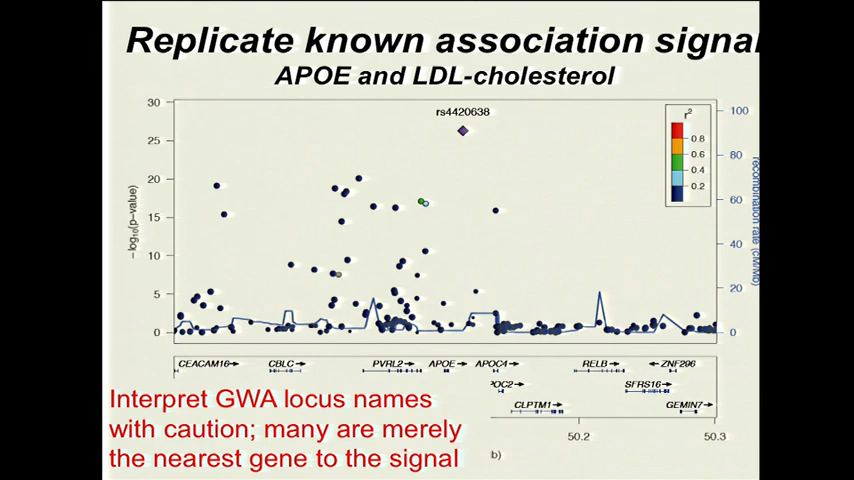 Replicate known association signal
APOE and LDL-cholesterol
rs4420638
30
25
20
15
10
5
0
−log10(p-value)
100
80
60
40
20
0
recombination rate (cM/Mb)
r2
0.8
0.6
0.4
0.2
CEACAM16 CBLC PVRL2 APOE APOC4 RELB ZNF296
POC2 SFRS16
CLPTM1 GEMIN7
50.2 50.3
b)
Interpret GWA locus names
with caution; many are merely
the nearest gene to the signal